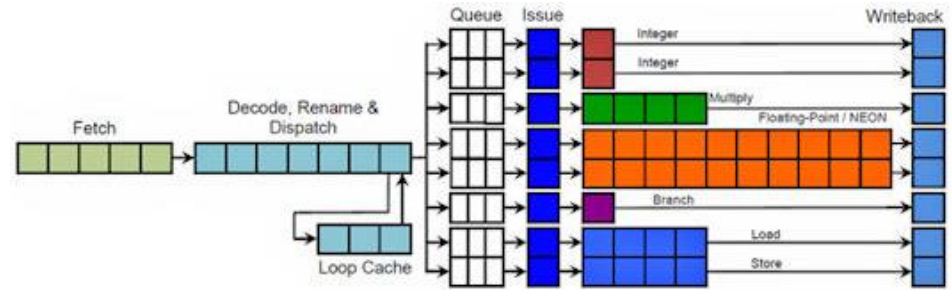 Queue Issue Writeback
Integer
Integer
Decode, Rename &
Dispatch
Multiply
Fetch
Floating-Point / NEON
Branch
Load
Loop Cache
Store